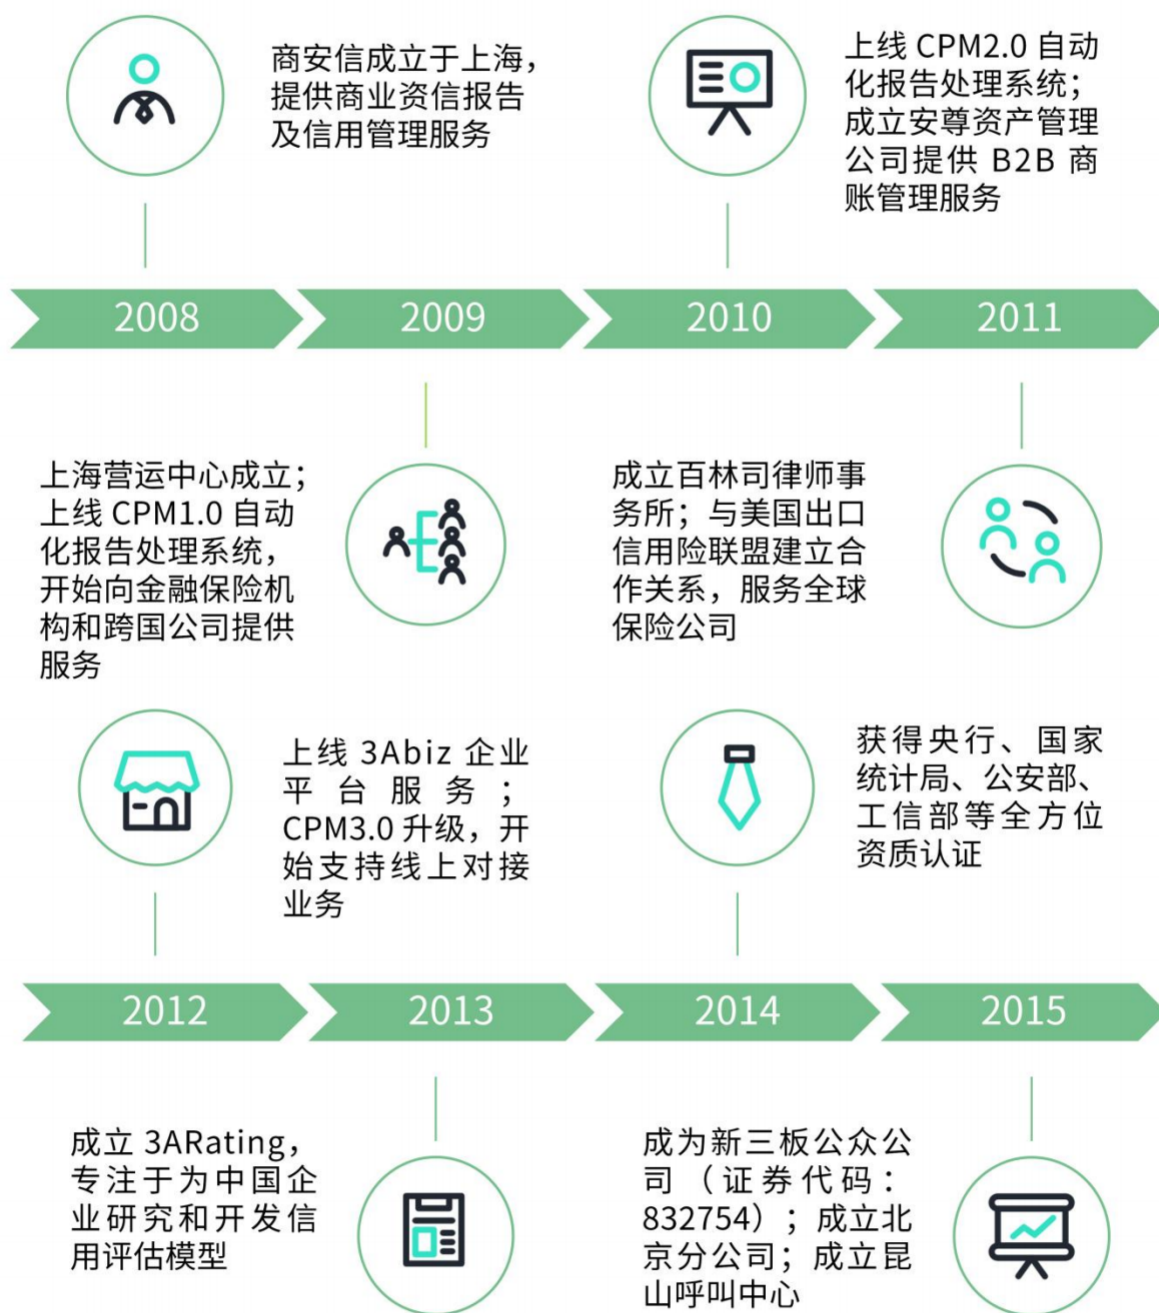 商安信成立于上海，
提供商业资信报告
及信用管理服务
上线 CPM2.0 自动
化报告处理系统；
成立安尊资产管理
公司提供 B2B 商
账管理服务
2008
2009
2010
2011
上海营运中心成立；
上线 CPM1.0 自动
化报告处理系统，
开始向金融保险机
构和跨国公司提供
服务
成立百林司律师事
务所；与美国出口
信用险联盟建立合
作关系，服务全球
保险公司
上线 3Abiz 企业
平台服务；
CPM3.0 升级，开
始支持线上对接
业务
获得央行、国家
统计局、公安部、
工信部等全方位
资质认证
2012
2013
2014
2015
成立 3ARating，
专注于为中国企
业研究和开发信
用评估模型
成为新三板公众公
司（证券代码：
832754）；成立北
京分公司；成立昆
山呼叫中心